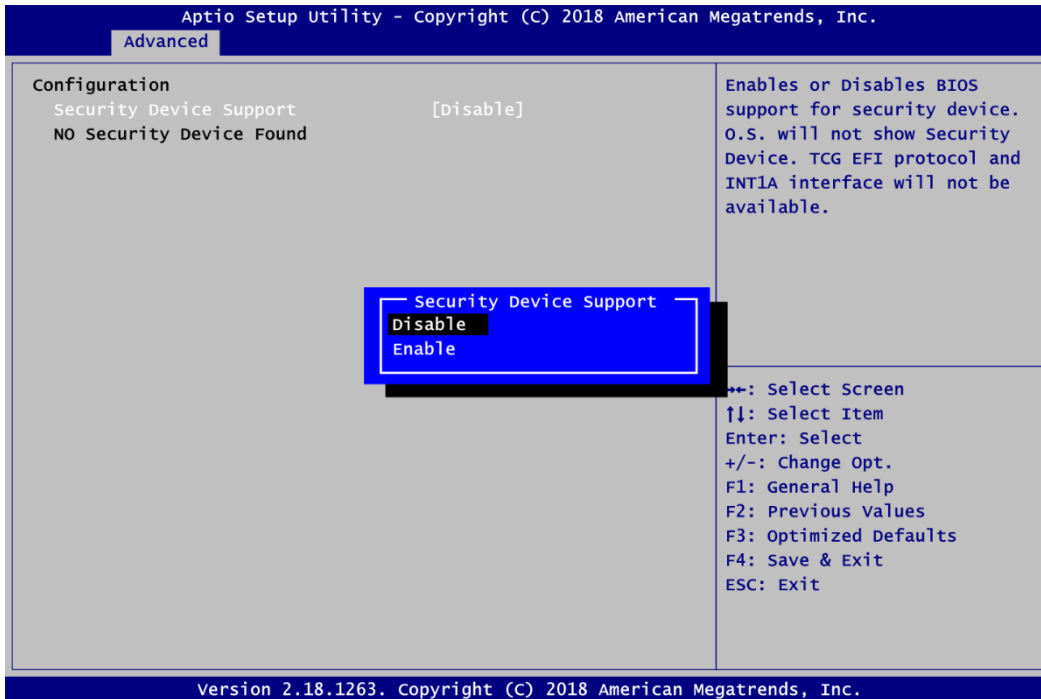 Aptio Setup Utility - Copyright (C) 2018 American Megatrends, Inc.
Advanced
Configuration
Security Device Support [Disable]
NO Security Device Found
Enables or Disables BIOS
support for security device.
O.S. will not show Security
Device. TCG EFI protocol and
INT1A interface will not be
available.
Security Device Support
Disable
Enable
→←: Select Screen
↑↓: Select Item
Enter: Select
+/-: Change Opt.
F1: General Help
F2: Previous Values
F3: Optimized Defaults
F4: Save & Exit
ESC: Exit
Version 2.18.1263. Copyright (C) 2018 American Megatrends, Inc.